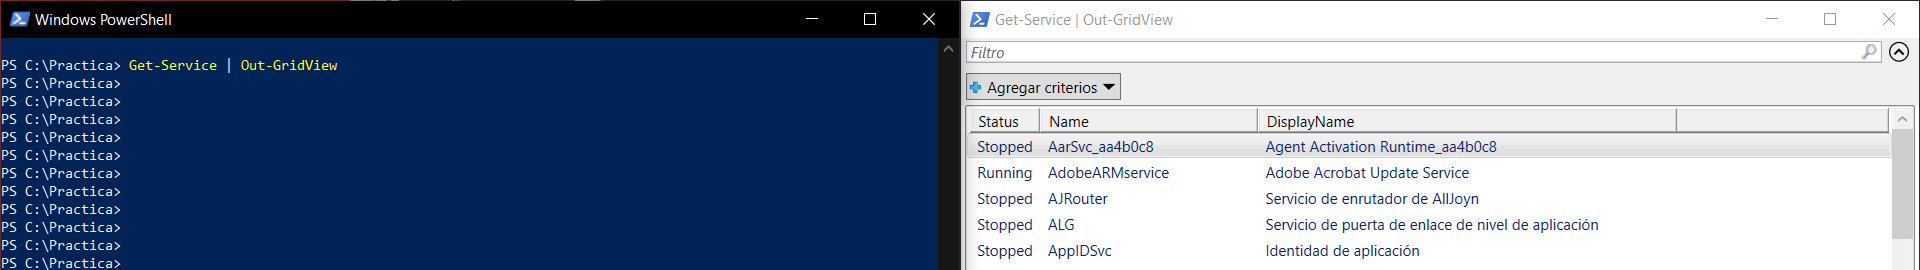 Windows PowerShell
PS C:\Practica> Get-Service | Out-GridView
PS C:\Practica>
PS C:\Practica>
PS C:\Practica>
PS C:\Practica>
PS C:\Practica>
PS C:\Practica>
PS C:\Practica>
PS C:\Practica>
PS C:\Practica>
PS C:\Practica>
PS C:\Practica>
Get-Service | Out-GridView
Filtro
Agregar criterios
Status Name DisplayName
Stopped AarSvc_aa4b0c8 Agent Activation Runtime_aa4b0c8
Running AdobeARMservice Adobe Acrobat Update Service
Stopped AJRouter Servicio de enrutador de AllJoyn
Stopped ALG Servicio de puerta de enlace de nivel de aplicación
Stopped AppIDSvc Identidad de aplicación